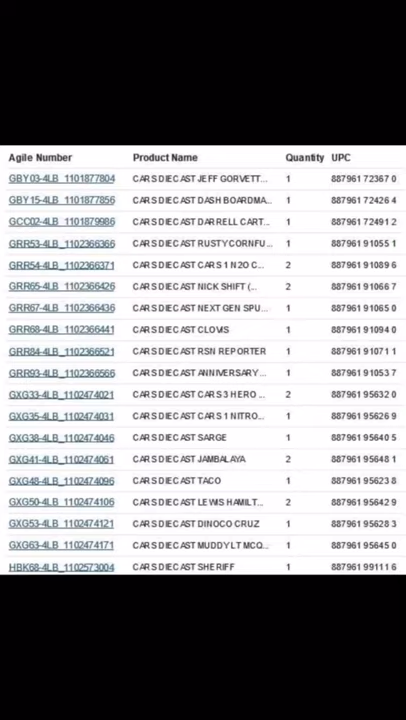 Agile Number Product Name Quantity UPC
GBY03-4LB_1101877804 CARS DIECAST JEFF GORVETT... 1 887961 72367 0
GBY15-4LB_1101877856 CARS DIECAST DASH BOARDMA... 1 887961 72426 4
GCC02-4LB_1101879986 CARS DIECAST DARRELL CART... 1 887961 72491 2
GRR53-4LB_1102366366 CARS DIECAST RUSTY CORNFU... 1 887961 91055 1
GRR54-4LB_1102366371 CARS DIECAST CARS 1 N2O C... 2 887961 91089 6
GRR65-4LB_1102366426 CARS DIECAST NICK SHIFT (... 2 887961 91066 7
GRR67-4LB_1102366436 CARS DIECAST NEXT GEN SPU... 1 887961 91065 0
GRR68-4LB_1102366441 CARS DIECAST CLOVIS 1 887961 91094 0
GRR84-4LB_1102366521 CARS DIECAST RSN REPORTER 1 887961 91071 1
GRR93-4LB_1102366566 CARS DIECAST ANNIVERSARY... 1 887961 91053 7
GXG33-4LB_1102474021 CARS DIECAST CARS 3 HERO ... 2 887961 95632 0
GXG35-4LB_1102474031 CARS DIECAST CARS 1 NITRO... 1 887961 95626 9
GXG38-4LB_1102474046 CARS DIECAST SARGE 1 887961 95640 5
GXG41-4LB_1102474061 CARS DIECAST JAMBALAYA 2 887961 95648 1
GXG48-4LB_1102474096 CARS DIECAST TACO 1 887961 95623 8
GXG50-4LB_1102474106 CARS DIECAST LEWIS HAMILT... 2 887961 95642 9
GXG53-4LB_1102474121 CARS DIECAST DINOCO CRUZ 1 887961 95628 3
GXG63-4LB_1102474171 CARS DIECAST MUDDY LT MCQ... 1 887961 95645 0
HBK68-4LB_1102573004 CARS DIECAST SHERIFF 1 887961 99111 6